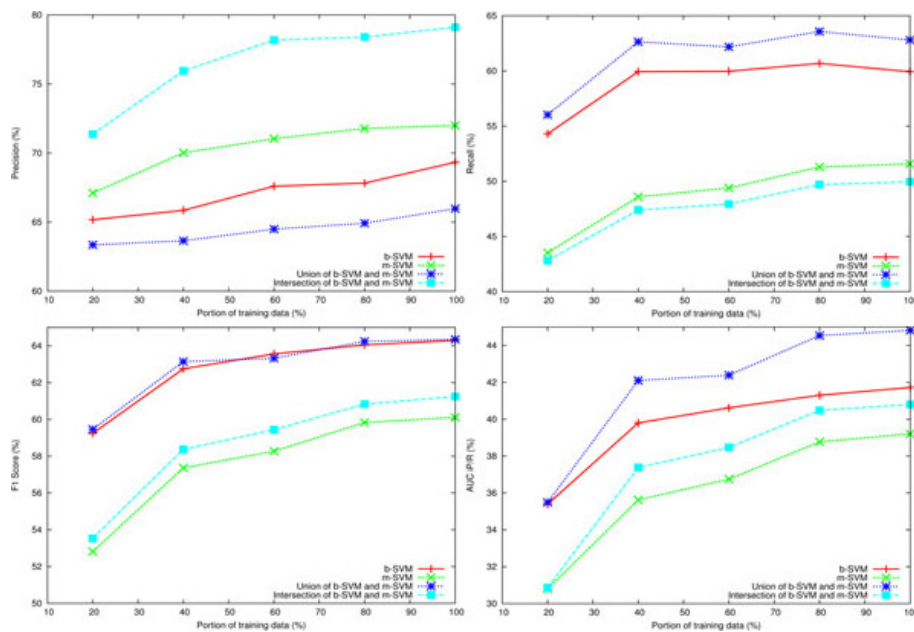 80
75
70
65
60
Precision (%)
b-SVM
m-SVM
Union of b-SVM and m-SVM
Intersection of b-SVM and m-SVM
10 20 30 40 50 60 70 80 90 100
Portion of training data (%)
65
60
55
50
45
40
Recall (%)
b-SVM
m-SVM
Union of b-SVM and m-SVM
Intersection of b-SVM and m-SVM
10 20 30 40 50 60 70 80 90 100
Portion of training data (%)
64
62
60
58
56
54
52
50
F1 Score (%)
b-SVM
m-SVM
Union of b-SVM and m-SVM
Intersection of b-SVM and m-SVM
10 20 30 40 50 60 70 80 90 100
Portion of training data (%)
44
42
40
38
36
34
32
30
AUC iP/R (%)
b-SVM
m-SVM
Union of b-SVM and m-SVM
Intersection of b-SVM and m-SVM
10 20 30 40 50 60 70 80 90 100
Portion of training data (%)